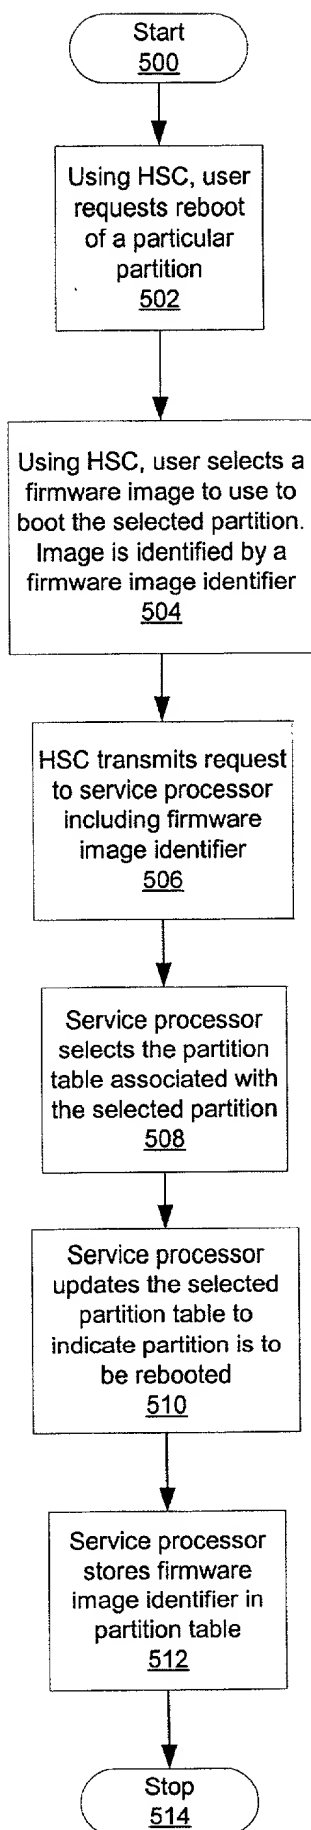 Start
500
Using HSC, user
requests reboot
of a particular
partition
502
Using HSC, user selects a
firmware image to use to
boot the selected partition.
Image is identified by a
firmware image identifier
504
HSC transmits request
to service processor
including firmware
image identifier
506
Service processor
selects the partition
table associated with
the selected partition
508
Service processor
updates the selected
partition table to
indicate partition is to
be rebooted
510
Service processor
stores firmware
image identifier in
partition table
512
Stop
514